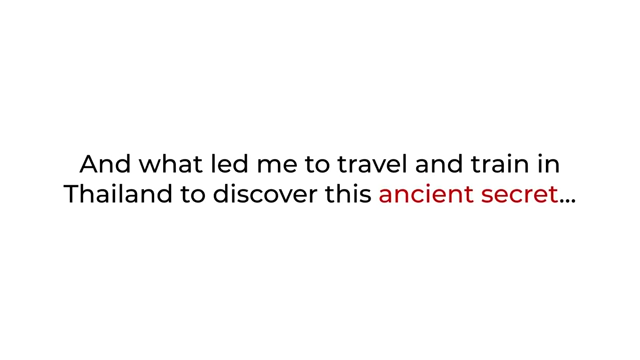 And what led me to travel and train in
Thailand to discover this ancient secret...